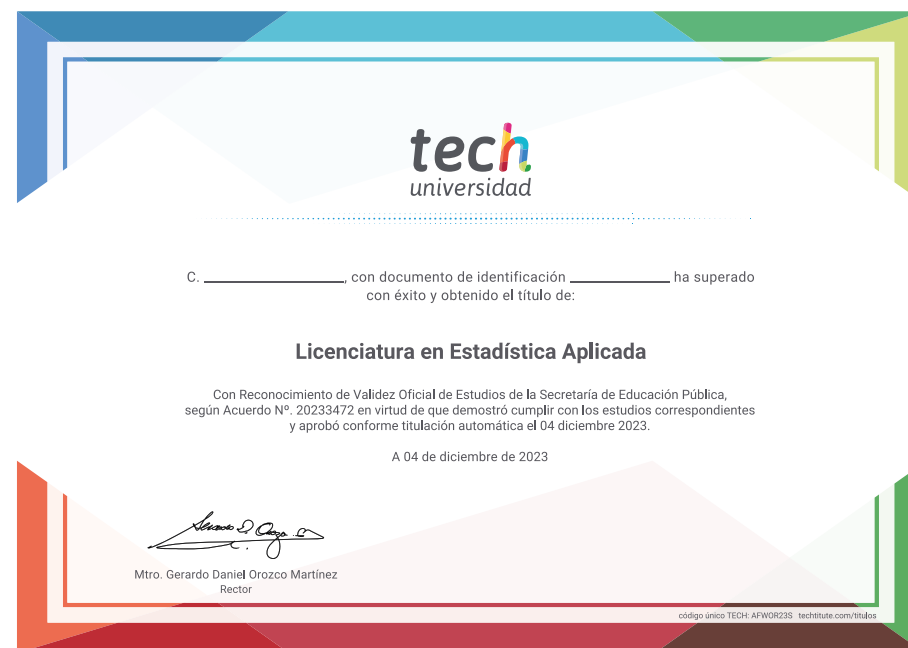 tech
universidad
C. ________________, con documento de identificación ___________ ha superado
con éxito y obtenido el título de:
Licenciatura en Estadística Aplicada
Con Reconocimiento de Validez Oficial de Estudios de la Secretaría de Educación Pública,
según Acuerdo Nº. 20233472 en virtud de que demostró cumplir con los estudios correspondientes
y aprobó conforme titulación automática el 04 diciembre 2023.
A 04 de diciembre de 2023
Mtro. Gerardo Daniel Orozco Martínez
Rector
código único TECH: AFWOR23S techtitute.com/titulos